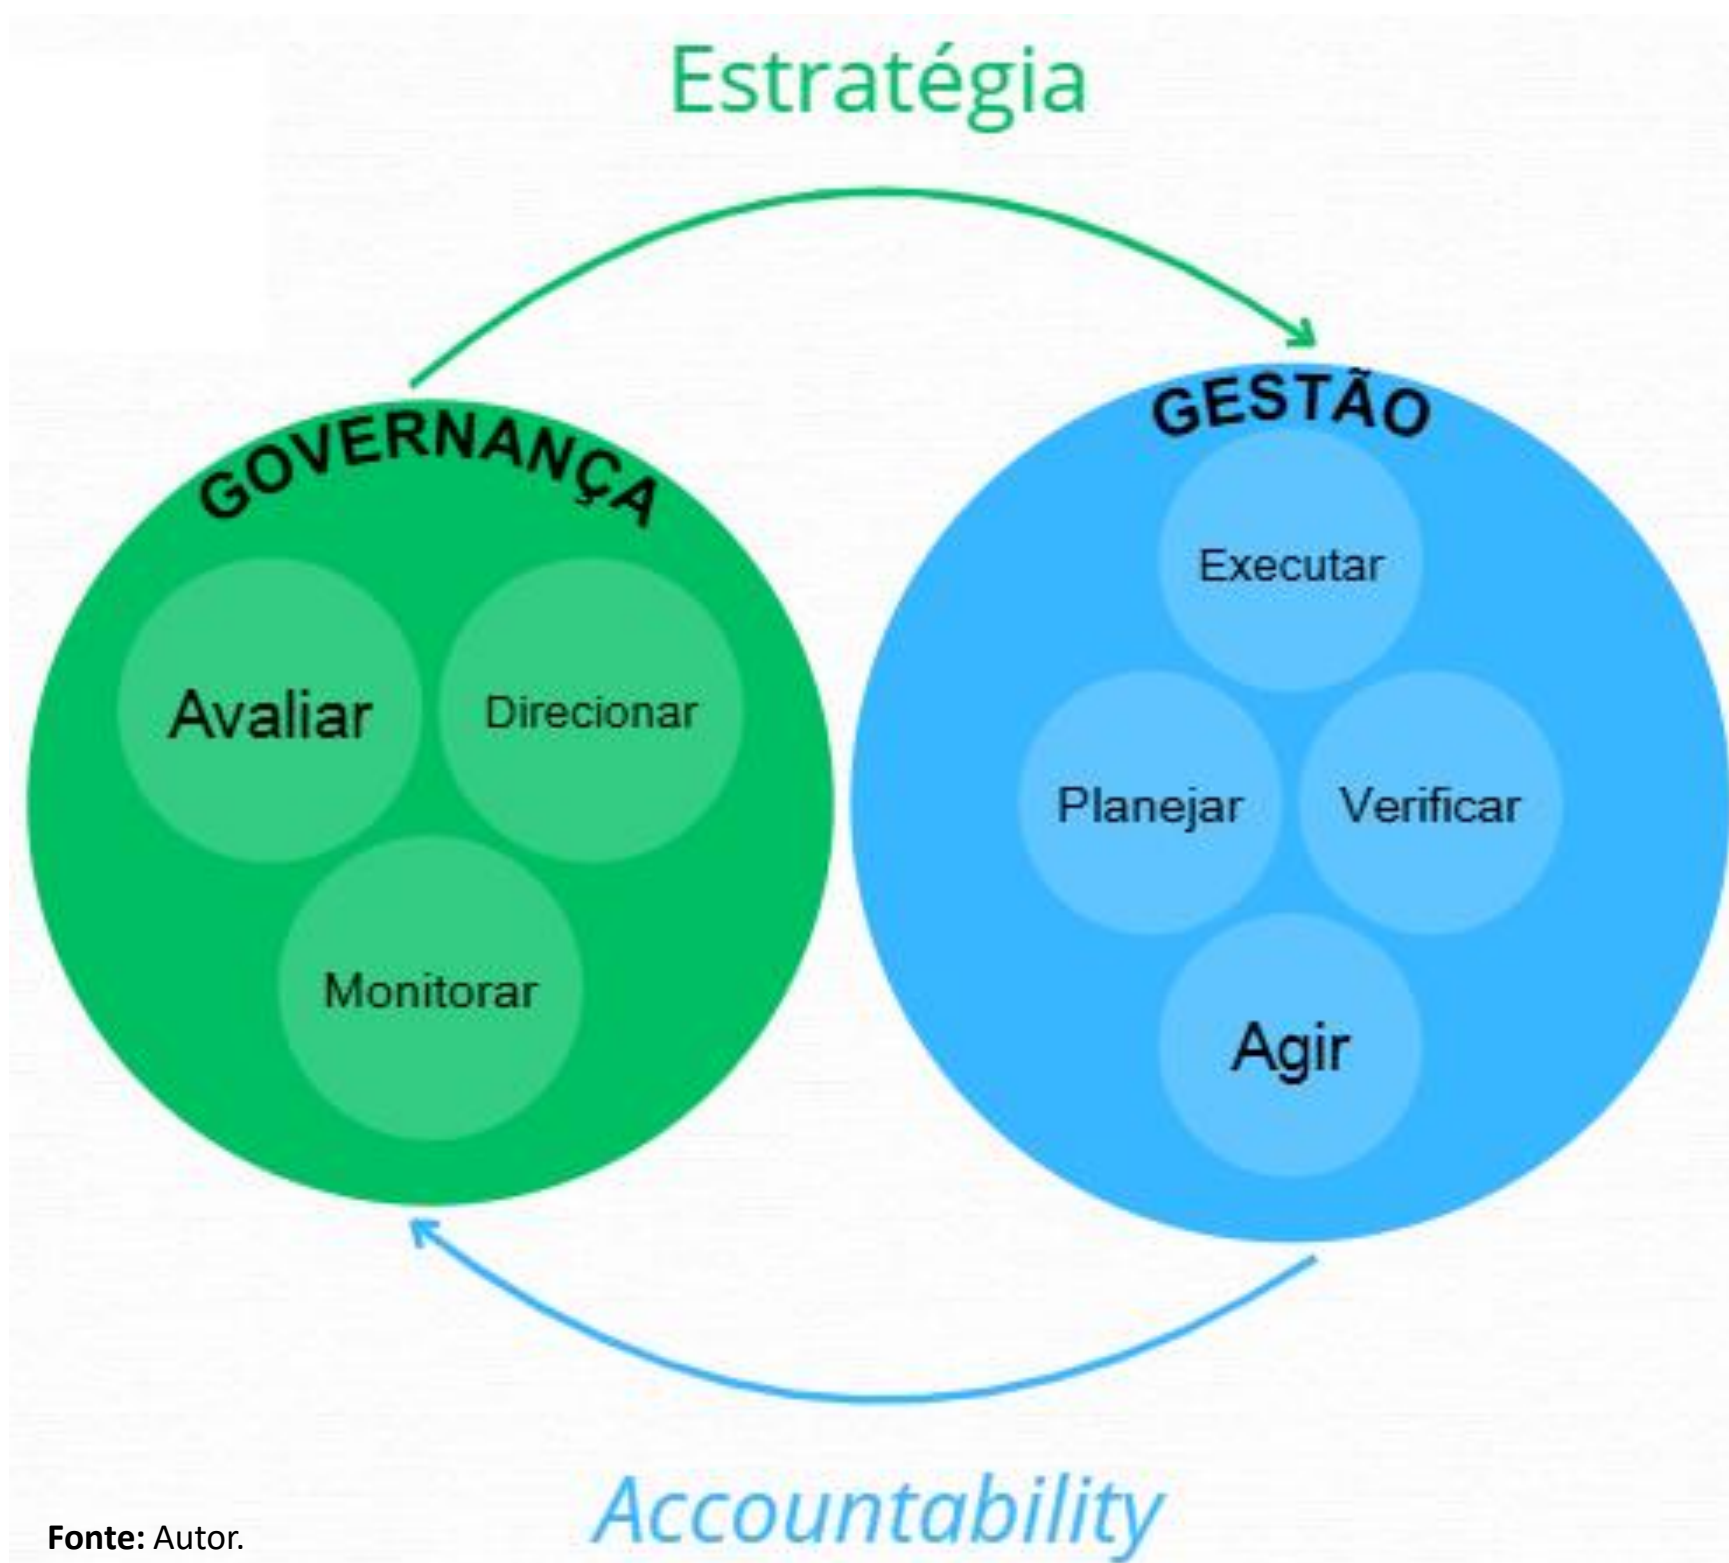 Estratégia
GOVERNANÇA
Avaliar
Direcionar
Monitorar
GESTÃO
Executar
Planejar
Verificar
Agir
Accountability
Fonte: Autor.